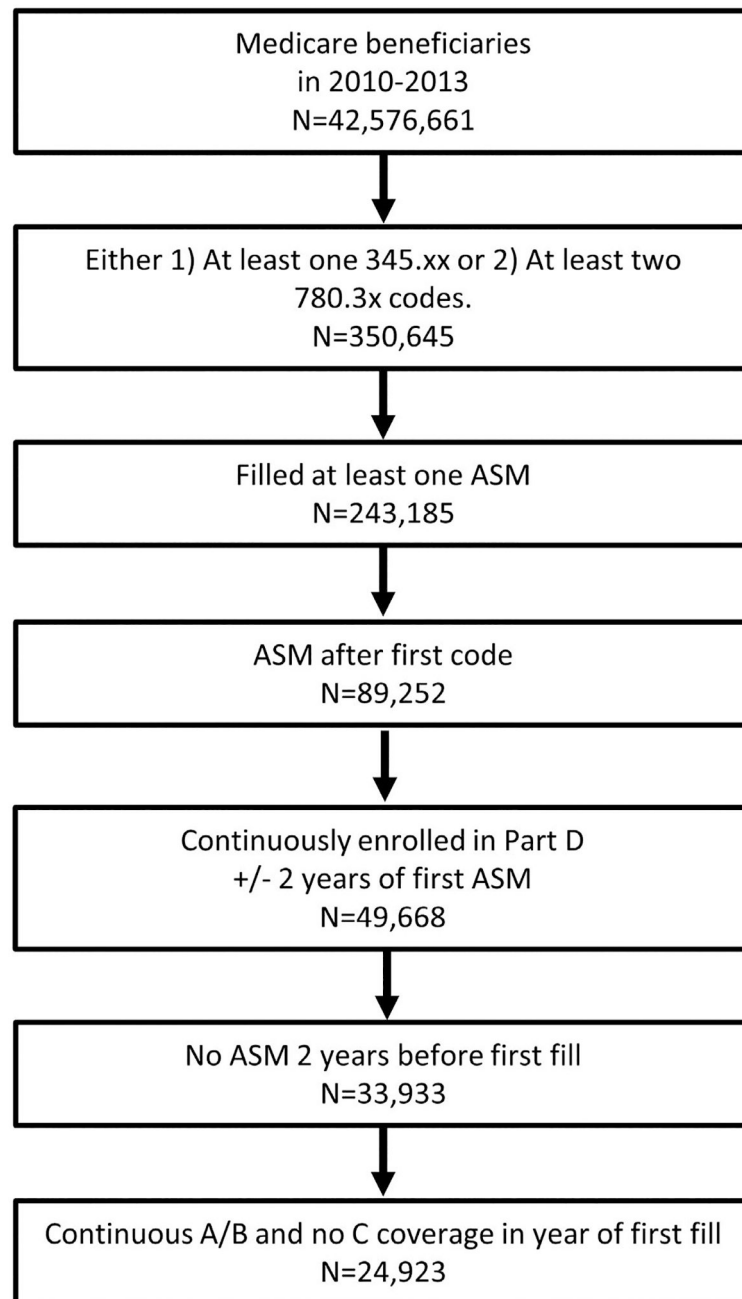 Medicare beneficiaries
in 2010-2013
N=42,576,661
Either 1) At least one 345.xx or 2) At least two
780.3x codes.
N=350,645
Filled at least one ASM
N=243,185
ASM after first code
N=89,252
Continuously enrolled in Part D
+/- 2 years of first ASM
N=49,668
No ASM 2 years before first fill
N=33,933
Continuous A/B and no C coverage in year of first fill
N=24,923